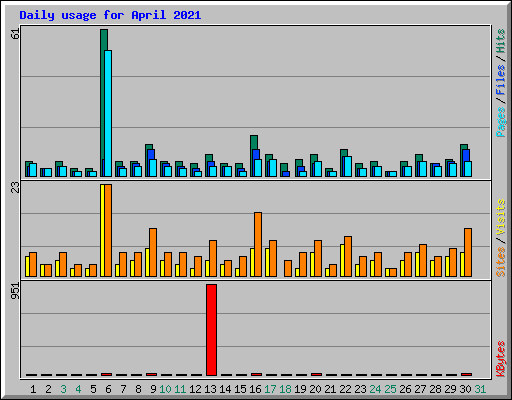 Daily usage for April 2021
61
23
951
Pages / Files / Hits
Sites / Visits
KBytes
1 2 3 4 5 6 7 8 9 10 11 12 13 14 15 16 17 18 19 20 21 22 23 24 25 26 27 28 29 30 31